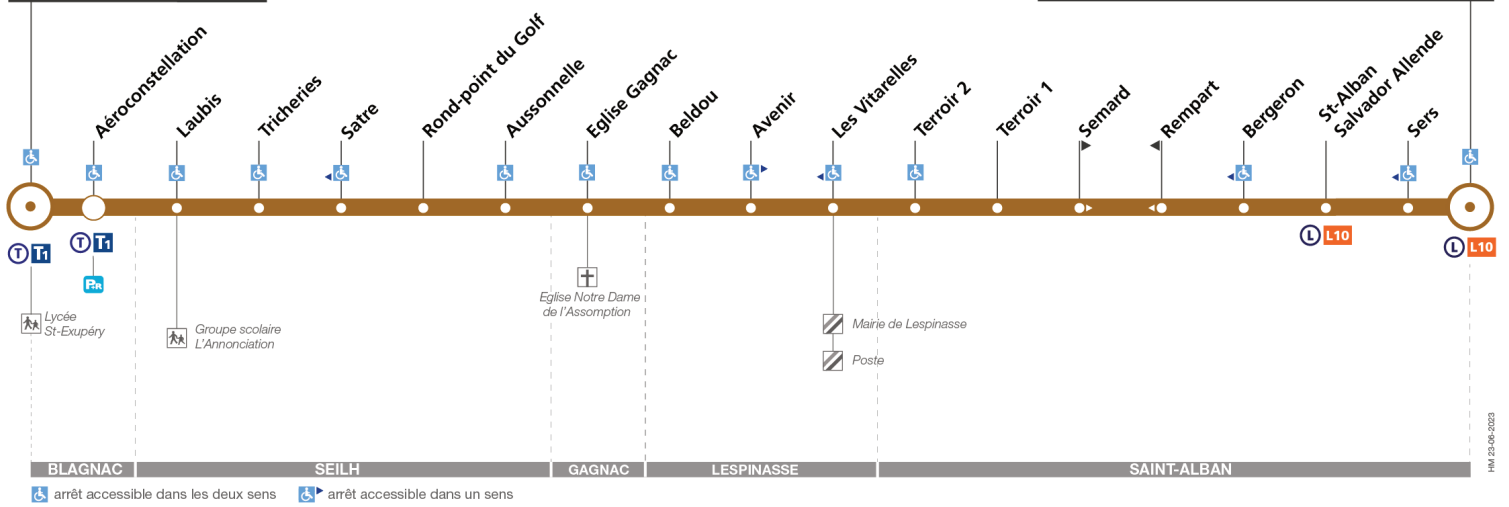 Aéroconstellation
Laubis
Tricheries
Satre
Rond-point du Golf
Aussonnelle
Eglise Gagnac
Beldou
Avenir
Les Vitarelles
Terroir 2
Terroir 1
Semard
Rempart
Bergeron
St-Alban
Salvador Allende
Sers
T T1
T T1
L L10
L L10
P+R
Lycée
St-Exupéry
Groupe scolaire
L'Annonciation
Eglise Notre Dame
de l'Assomption
Mairie de Lespinasse
Poste
HM 23-06-2023
BLAGNAC
SEILH
GAGNAC
LESPINASSE
SAINT-ALBAN
arrêt accessible dans les deux sens
arrêt accessible dans un sens